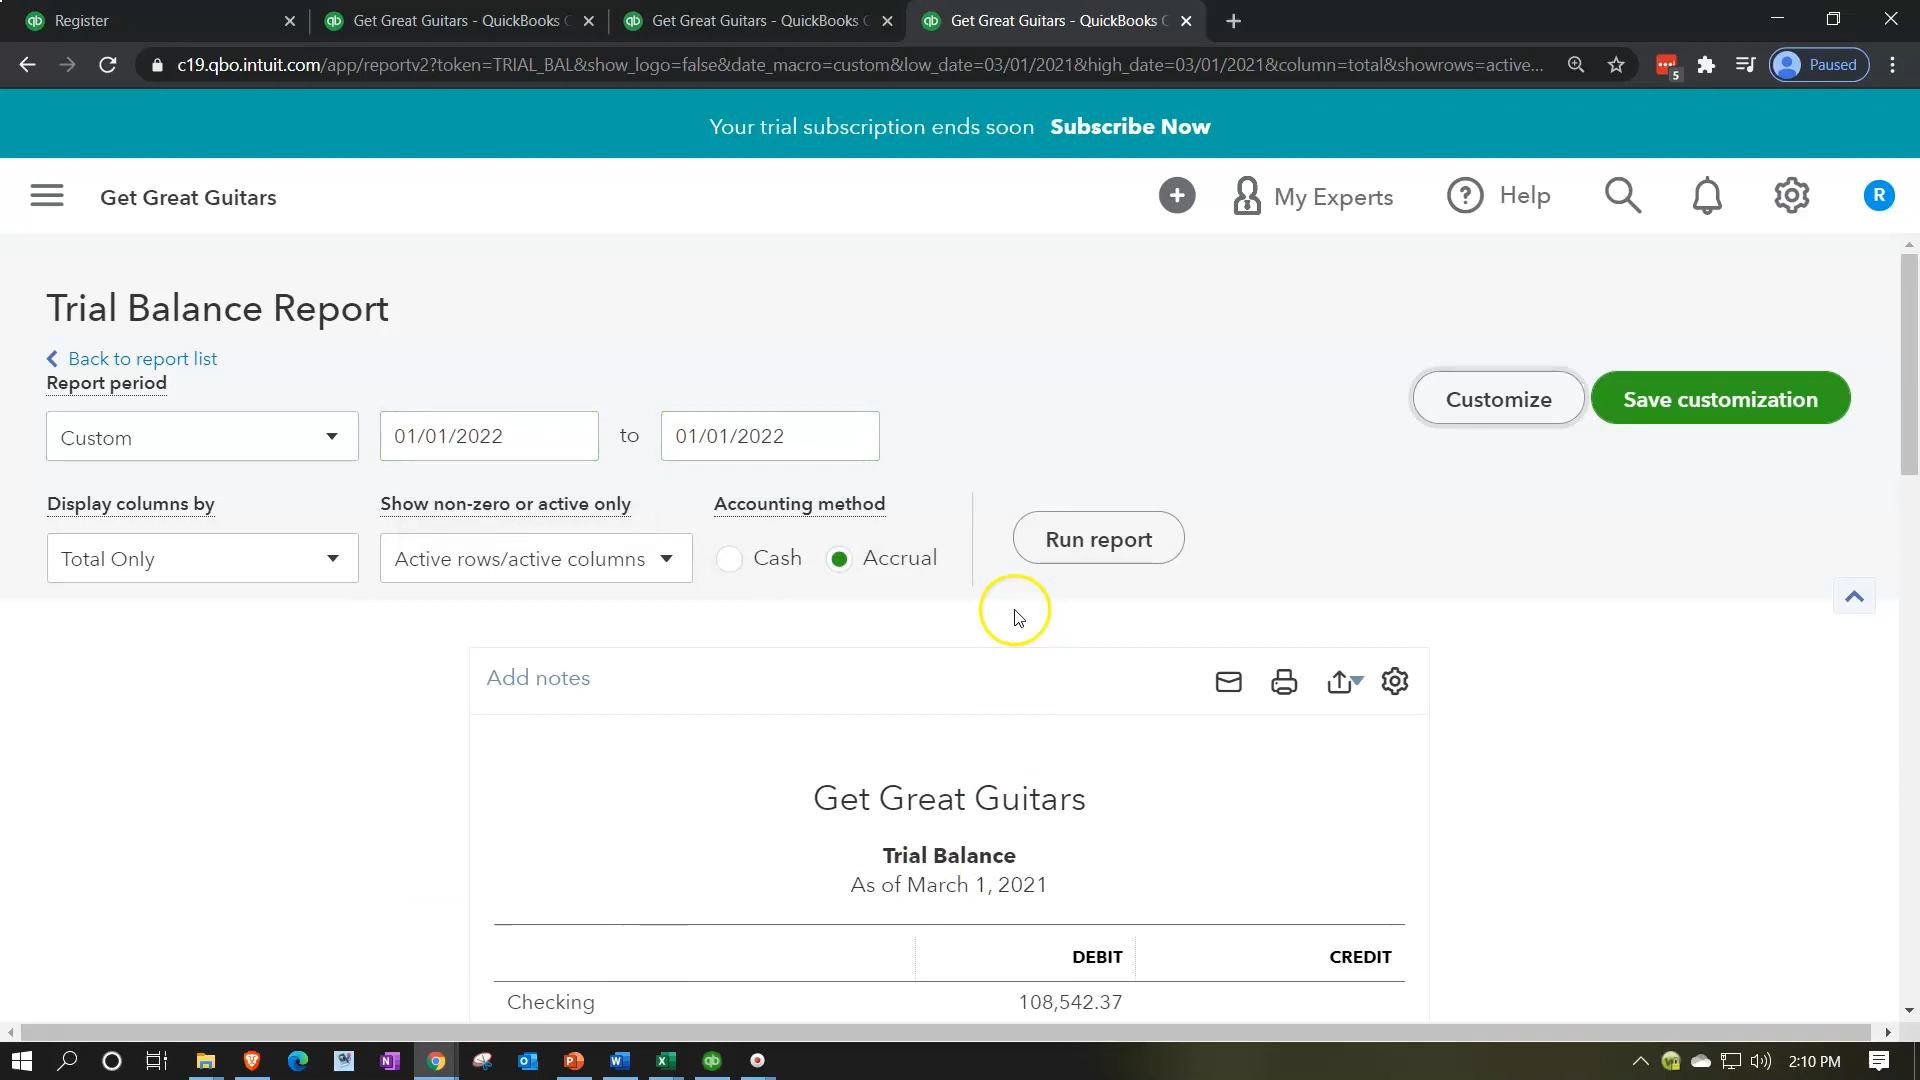 Register
Get Great Guitars - QuickBooks
Get Great Guitars - QuickBooks
Get Great Guitars - QuickBooks
c19.qbo.intuit.com/app/reportv2?token=TRIAL_BAL&show_logo=false&date_macro=custom&low_date=03/01/2021&high_date=03/01/2021&column=total&showrows=active...
5
Paused
Your trial subscription ends soon Subscribe Now
Get Great Guitars
My Experts
Help
R
Trial Balance Report
Back to report list
Report period
Custom 01/01/2022 to 01/01/2022
Customize
Save customization
Display columns by Show non-zero or active only Accounting method
Total Only Active rows/active columns Cash Accrual
Run report
Add notes
Get Great Guitars
Trial Balance
As of March 1, 2021
DEBIT CREDIT
Checking 108,542.37
2:10 PM